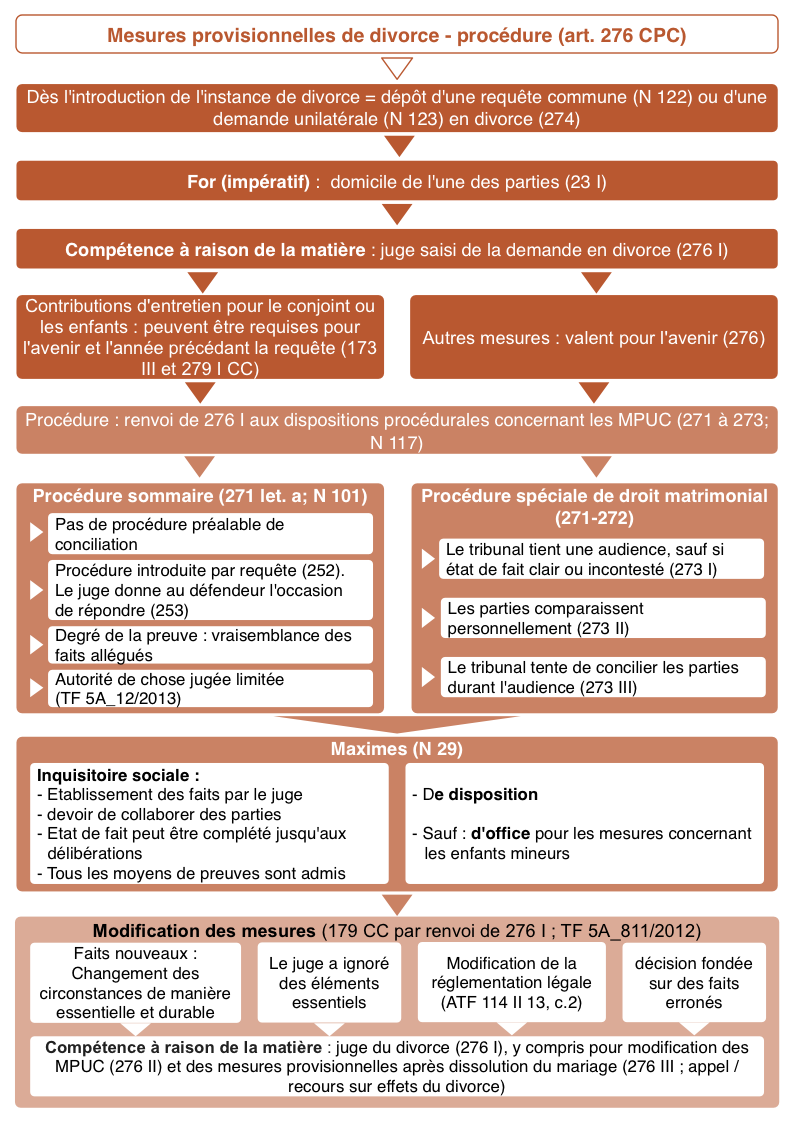 Mesures provisionnelles de divorce - procédure (art. 276 CPC)
Dès l'introduction de l'instance de divorce = dépôt d'une requête commune (N 122) ou d'une
demande unilatérale (N 123) en divorce (274)
For (impératif) :  domicile de l'une des parties (23 I)
Compétence à raison de la matière : juge saisi de la demande en divorce (276 I)
Contributions d'entretien pour le conjoint ou
les enfants : peuvent être requises pour
l'avenir et l'année précédant la requête (173
III et 279 I CC)
Autres mesures : valent pour l'avenir (276)
Procédure : renvoi de 276 I aux dispositions procédurales concernant les MPUC (271 à 273;
N 117)
Procédure sommaire (271 let. a; N 101)
Pas de procédure préalable de
conciliation
Procédure introduite par requête (252).
Le juge donne au défendeur l'occasion
de répondre (253)
Degré de la preuve : vraisemblance des
faits allégués
Autorité de chose jugée limitée
(TF 5A_12/2013)
Procédure spéciale de droit matrimonial
(271-272)
Le tribunal tient une audience, sauf si
état de fait clair ou incontesté (273 I)
Les parties comparaissent
personnellement (273 II)
Le tribunal tente de concilier les parties
durant l'audience (273 III)
Maximes (N 29)
Inquisitoire sociale :
- Etablissement des faits par le juge
- devoir de collaborer des parties
- Etat de fait peut être complété jusqu'aux
délibérations
- Tous les moyens de preuves sont admis
- De disposition
- Sauf : d'office pour les mesures concernant
les enfants mineurs
Modification des mesures (179 CC par renvoi de 276 I ; TF 5A_811/2012)
Faits nouveaux :
Changement des
circonstances de manière
essentielle et durable
Le juge a ignoré
des éléments
essentiels
Modification de la
réglementation légale
(ATF 114 II 13, c.2)
décision fondée
sur des faits
erronés
Compétence à raison de la matière : juge du divorce (276 I), y compris pour modification des
MPUC (276 II) et des mesures provisionnelles après dissolution du mariage (276 III ; appel /
recours sur effets du divorce)